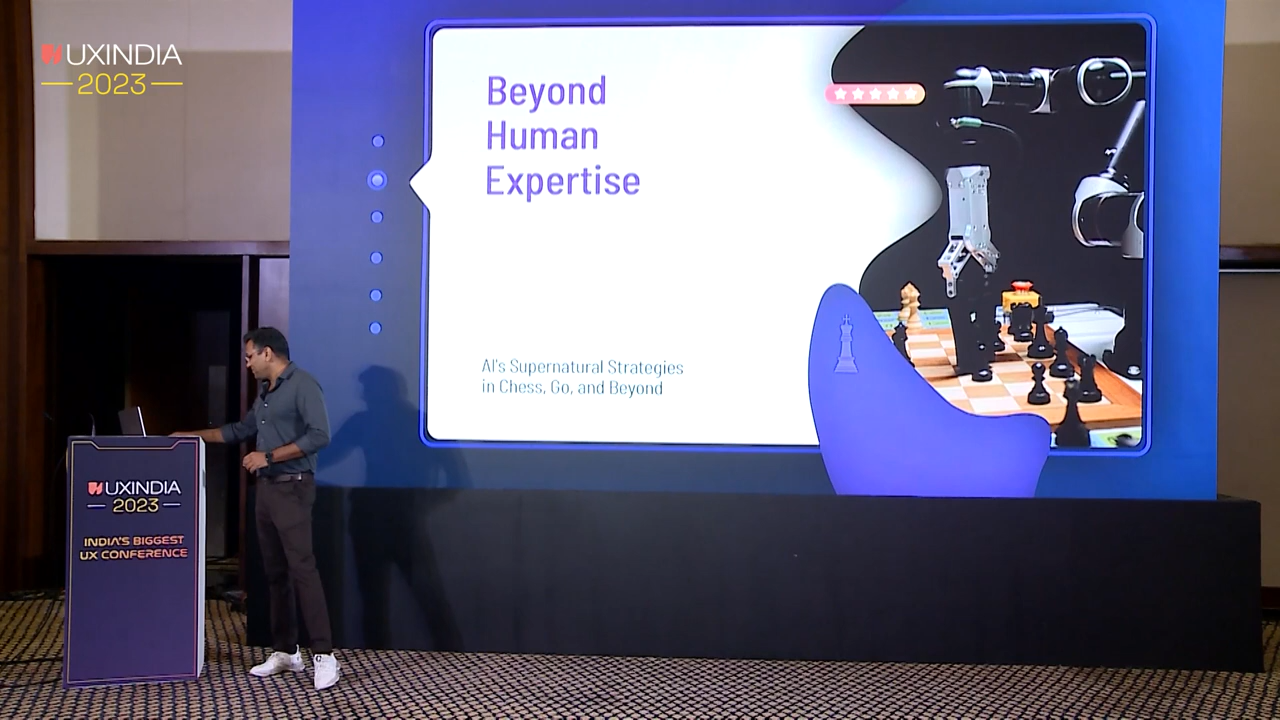 UXINDIA
2023
Beyond
Human
Expertise
AI's Supernatural Strategies
in Chess, Go, and Beyond
UXINDIA
2023
INDIA'S BIGGEST
UX CONFERENCE